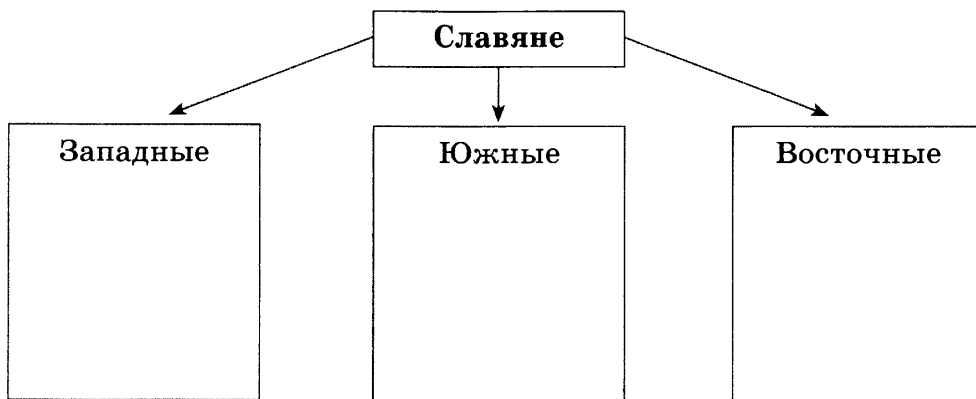 Славяне
Западные
Южные
Восточные